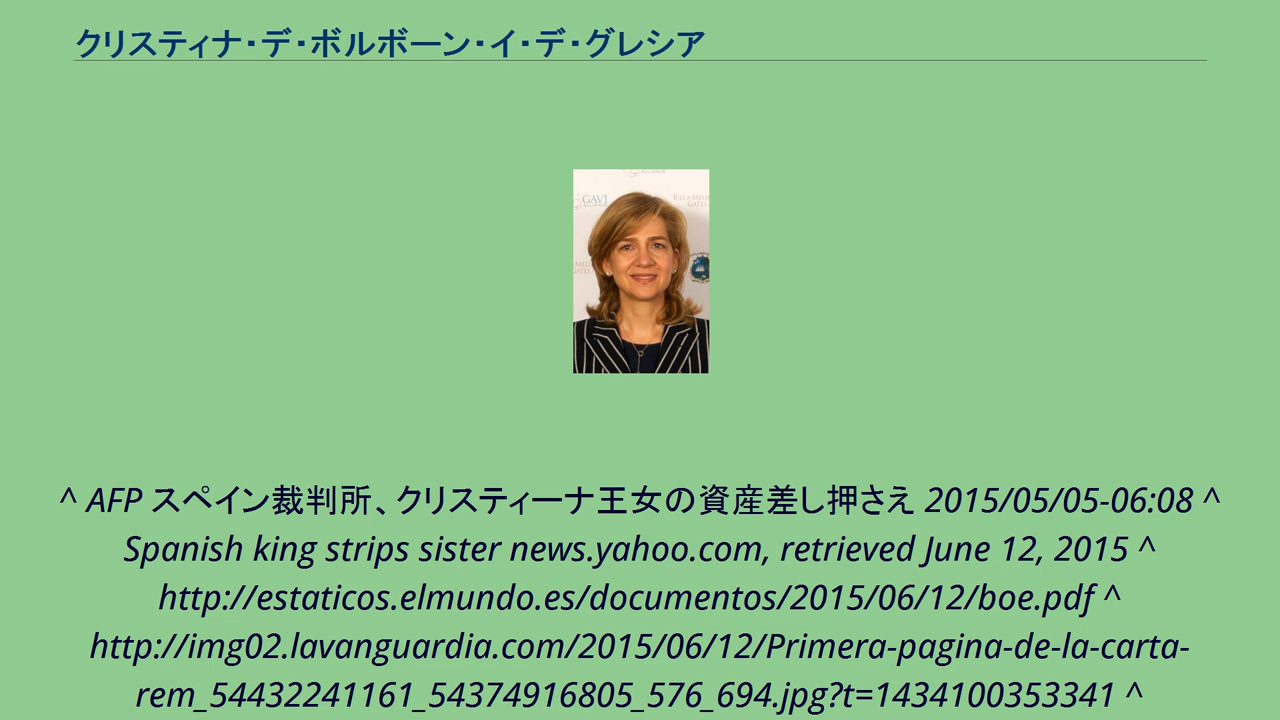 クリスティナ・デ・ボルボーン・イ・デ・グレシア
GAVI
BILL & MELIN
GATES
^ AFP スペイン裁判所、クリスティーナ王女の資産差し押さえ 2015/05/05-06:08 ^
Spanish king strips sister news.yahoo.com, retrieved June 12, 2015 ^
http://estaticos.elmundo.es/documentos/2015/06/12/boe.pdf ^
http://img02.lavanguardia.com/2015/06/12/Primera-pagina-de-la-carta-
rem_54432241161_54374916805_576_694.jpg?t=1434100353341 ^